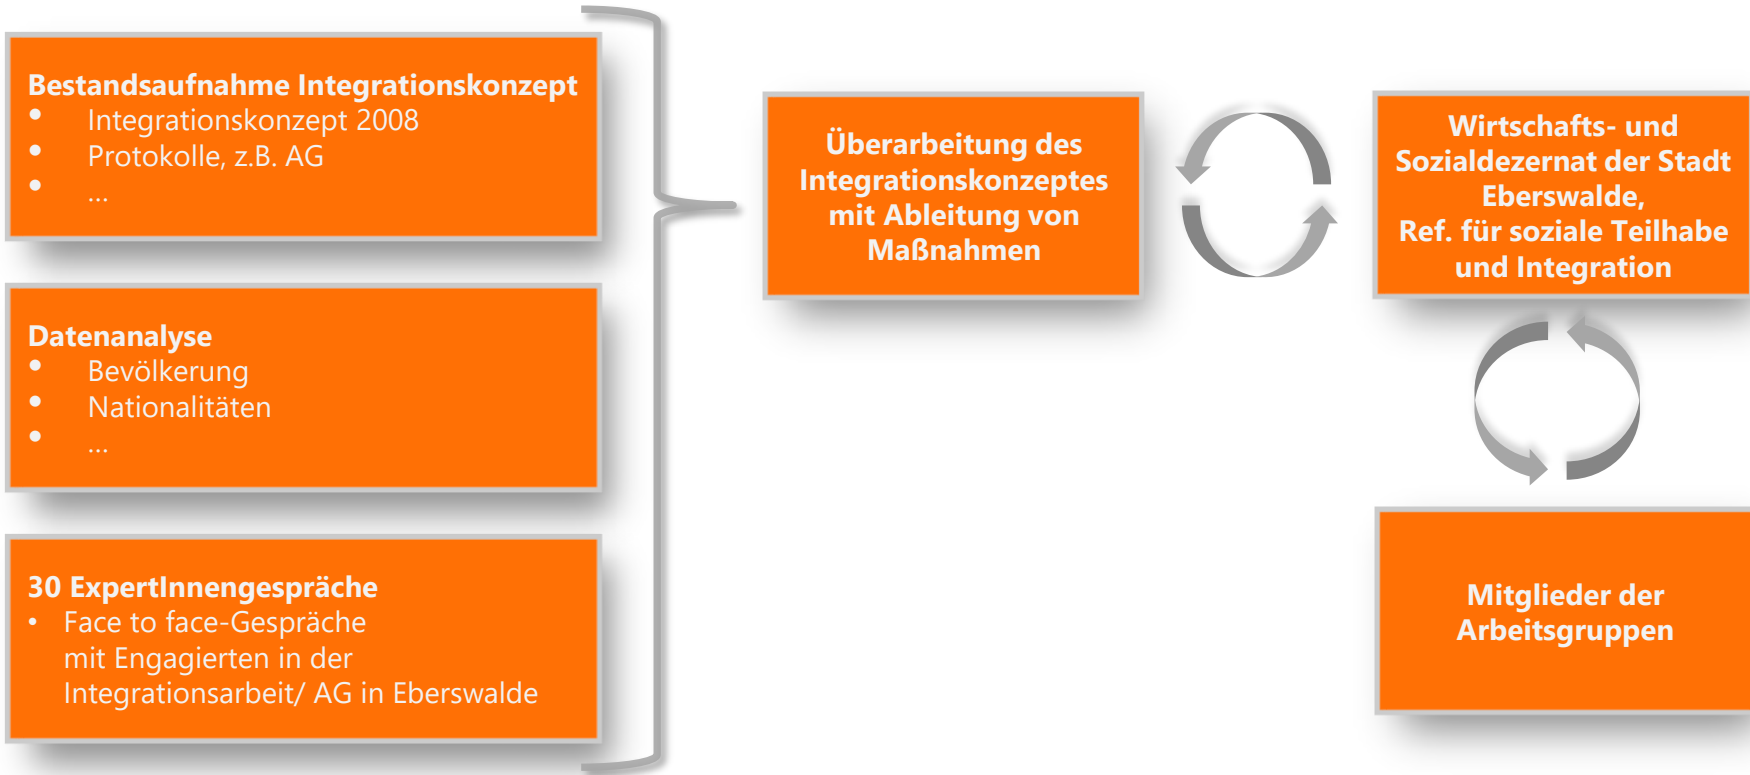 Bestandsaufnahme Integrationskonzept
• Integrationskonzept 2008
• Protokolle, z.B. AG
• ...
Datenanalyse
• Bevölkerung
• Nationalitäten
• ...
30 ExpertInnengespräche
• Face to face-Gespräche
mit Engagierten in der
Integrationsarbeit/ AG in Eberswalde
Überarbeitung des
Integrationskonzeptes
mit Ableitung von
Maßnahmen
Wirtschafts- und
Sozialdezernat der Stadt
Eberswalde,
Ref. für soziale Teilhabe
und Integration
Mitglieder der
Arbeitsgruppen